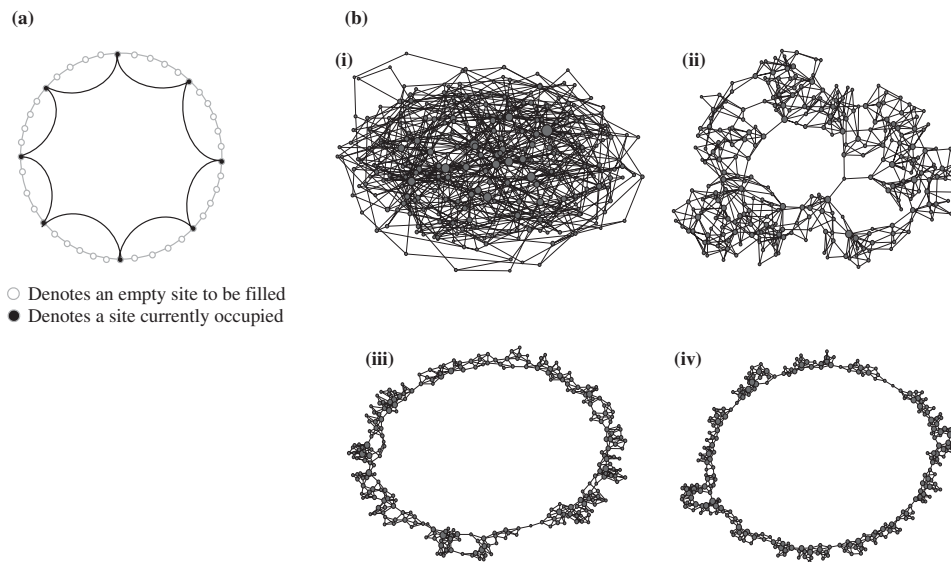 (a)
(b)
(i)
(ii)
Denotes an empty site to be filled
Denotes a site currently occupied
(iii)
(iv)